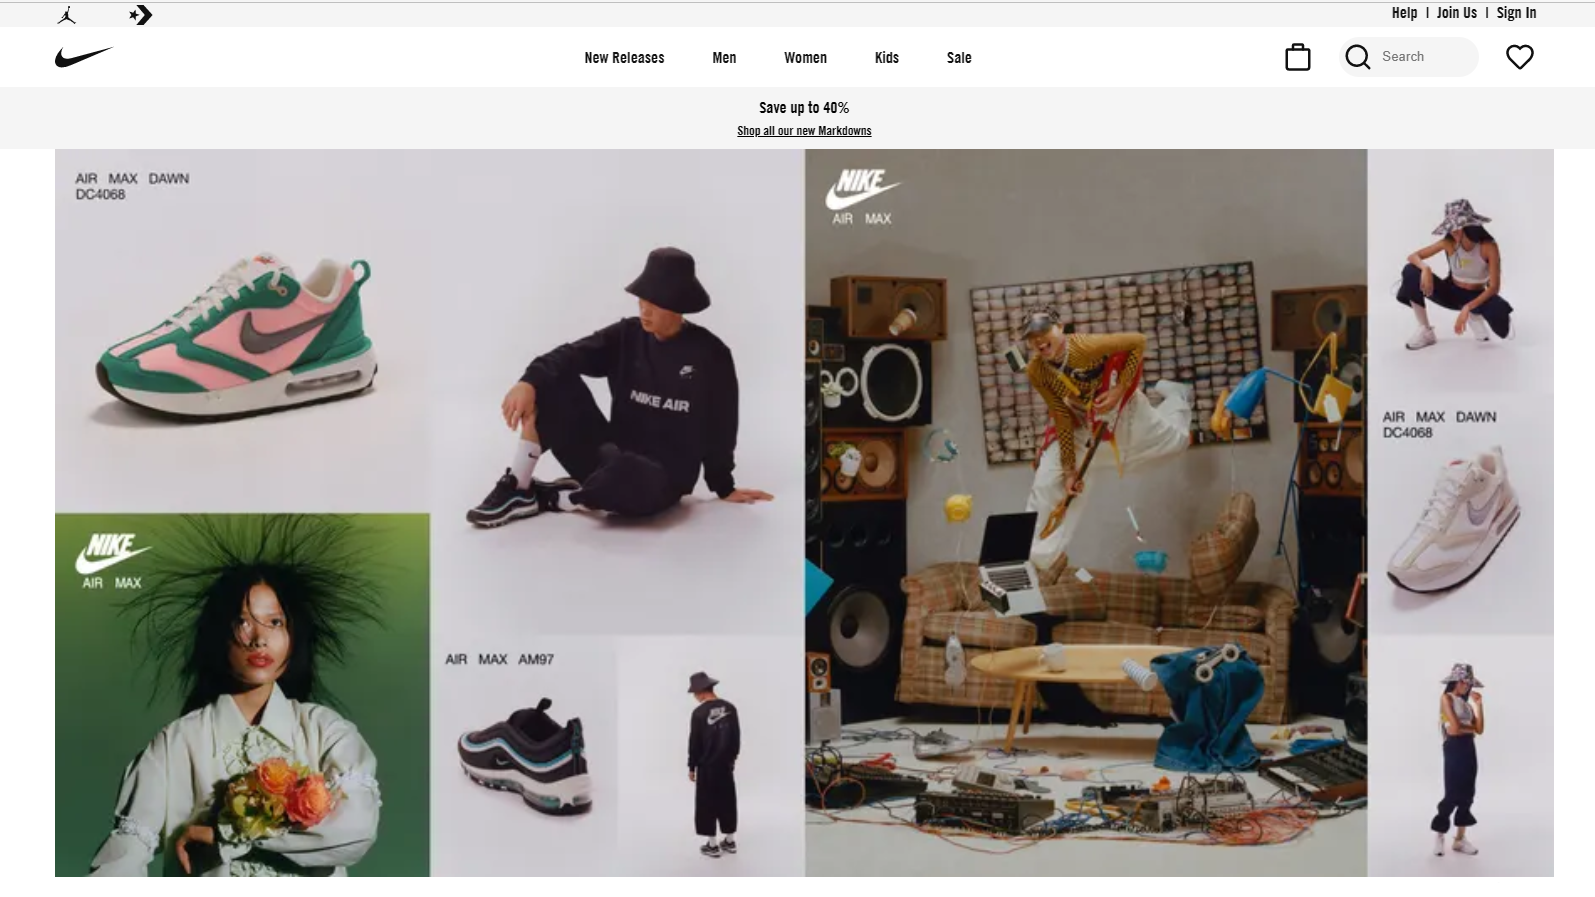 Help | Join Us | Sign In
New Releases Men Women Kids Sale
Search
Save up to 40%
Shop all our new Markdowns
AIR MAX DAWN
DC4068
NIKE AIR
NIKE
AIR MAX
AIR MAX AM97
NIKE
AIR MAX
AIR MAX DAWN
DC4068